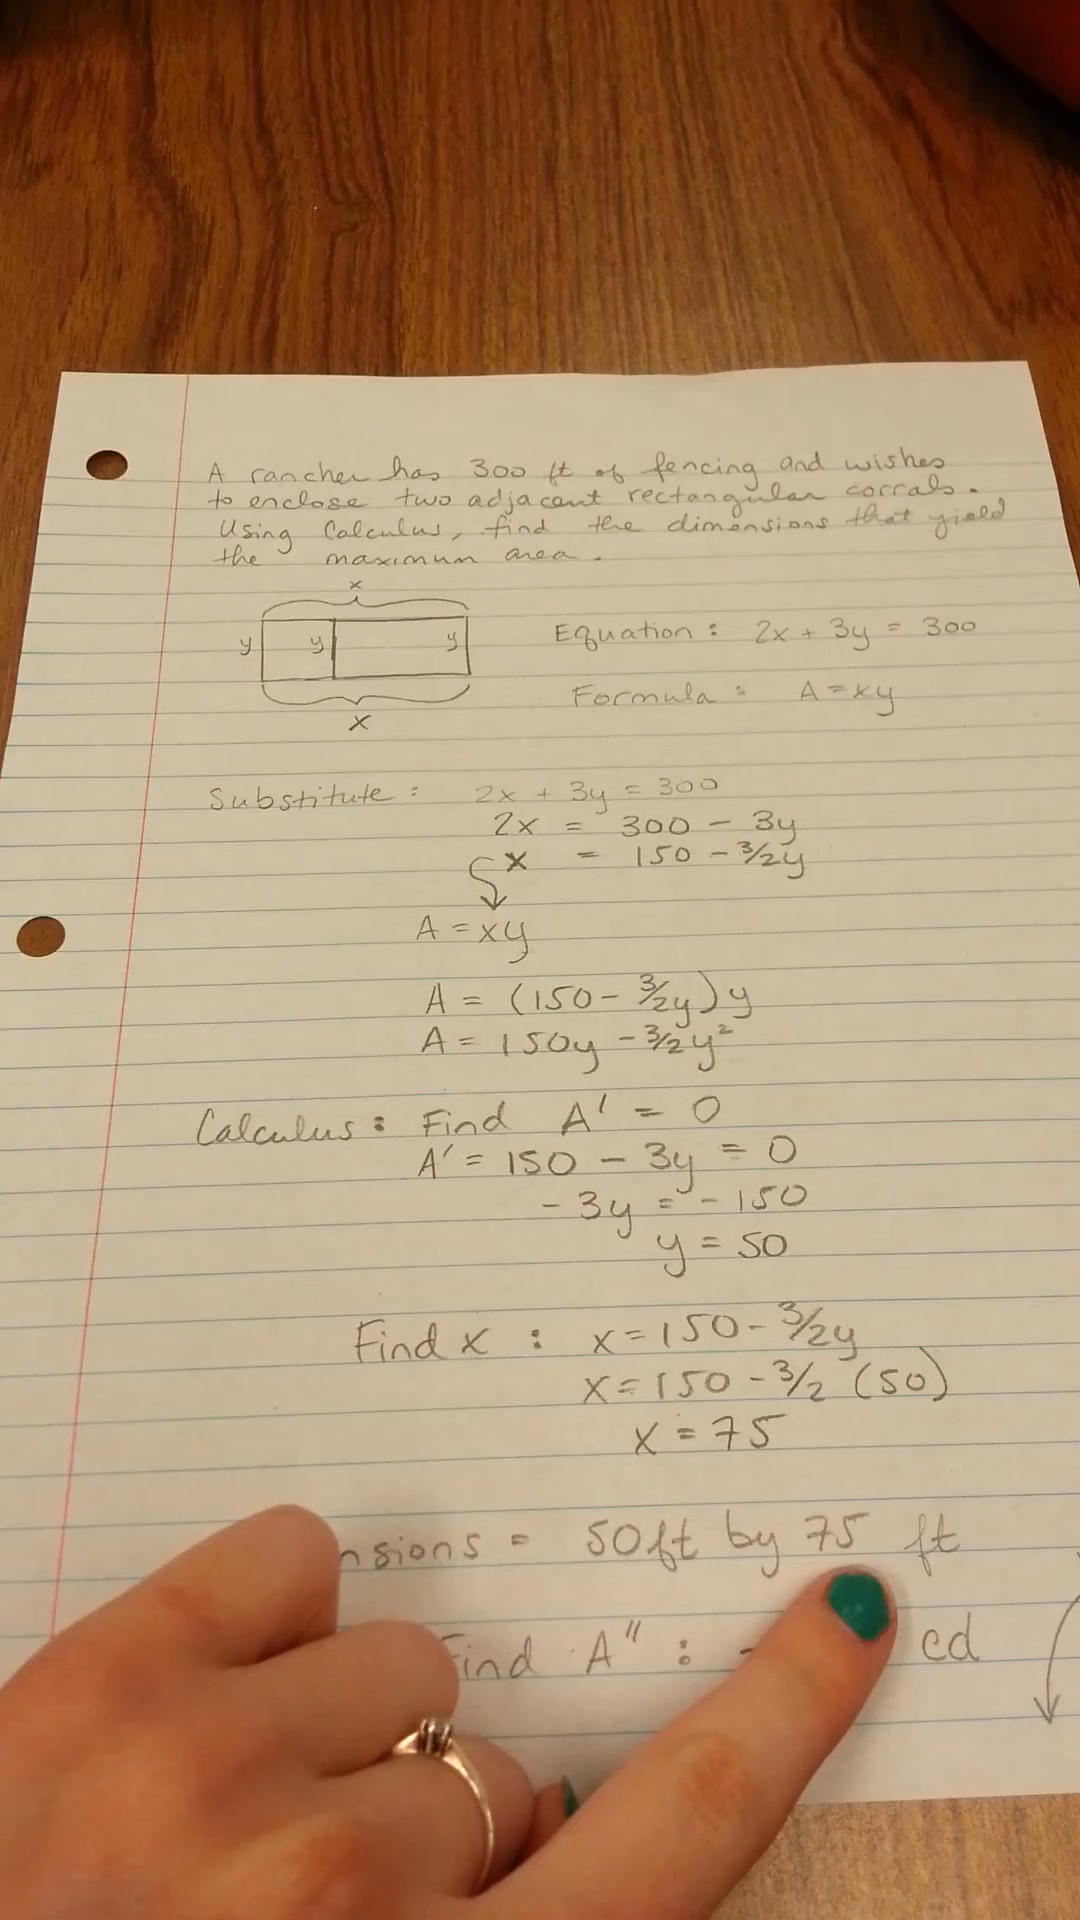 A rancher has 300 ft of fencing and wishes
to enclose two adjacent rectangular corrals.
Using Calculus, find the dimensions that yield
the maximum area.
x
y y y
x
Equation: 2x + 3y = 300
Formula: A = xy
Substitute: 2x + 3y = 300
2x = 300 - 3y
x = 150 - 3/2y
A = xy
A = (150 - 3/2y)y
A = 150y - 3/2y²
Calculus: Find A' = 0
A' = 150 - 3y = 0
-3y = -150
y = 50
Find x : x = 150 - 3/2y
x = 150 - 3/2 (50)
x = 75
nsions = 50ft by 75 ft
Find A" : - cd